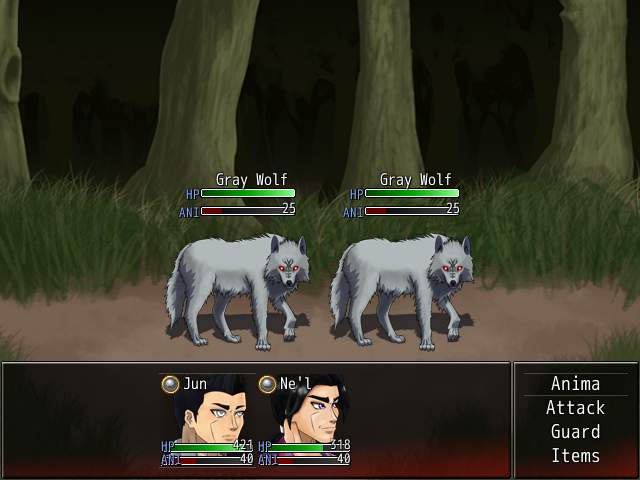 Gray Wolf Gray Wolf
HP HP
ANI 25 ANI 25
Jun Ne'l
HP 421 HP 318
ANI 40 ANI 40
Anima
Attack
Guard
Items